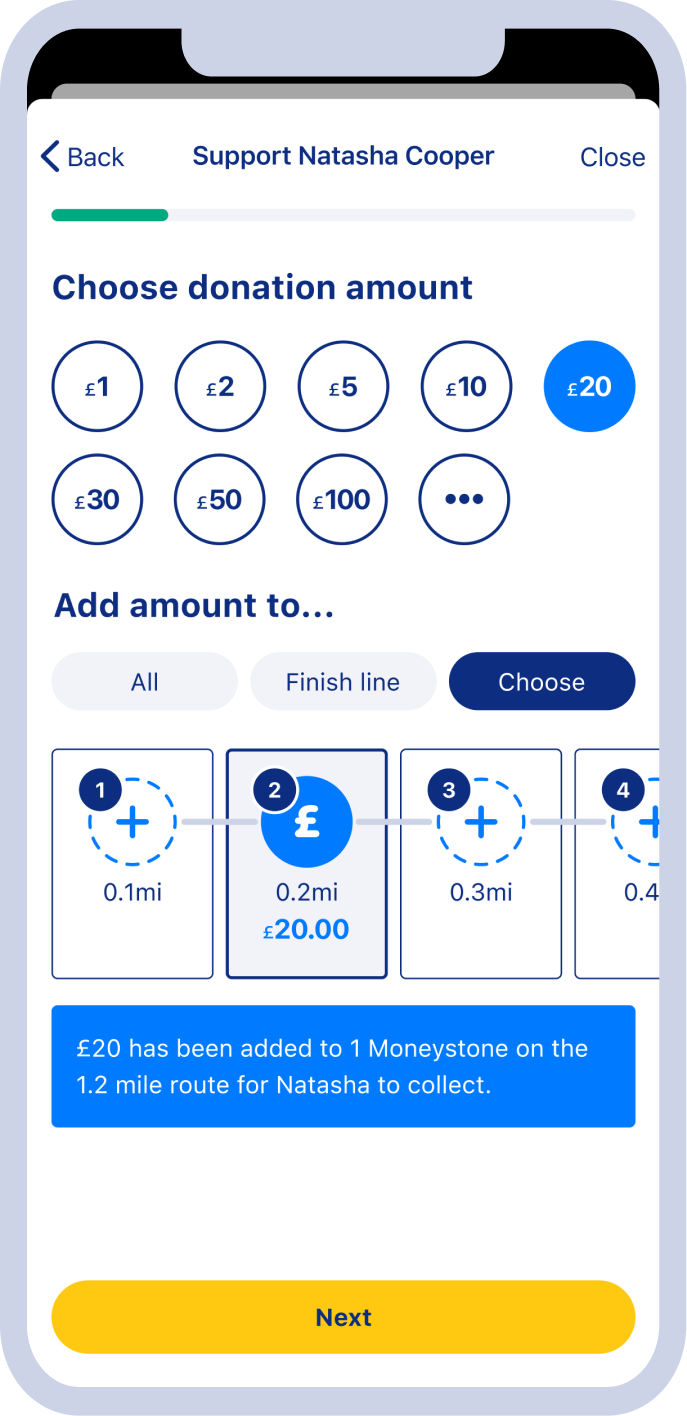 Back Support Natasha Cooper Close
Choose donation amount
£1 £2 £5 £10 £20
£30 £50 £100 •••
Add amount to...
All Finish line Choose
1 2 3 4
£
0.1mi 0.2mi 0.3mi 0.4
£20.00
£20 has been added to 1 Moneystone on the
1.2 mile route for Natasha to collect.
Next